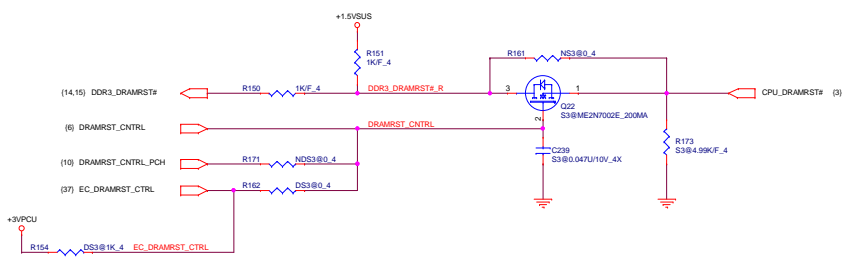 +1.5VSUS
R151
1K/F_4
R161
NS3@0_4
(14,15) DDR3_DRAMRST#
R150
1K/F_4
DDR3_DRAMRST#_R
3
1
CPU_DRAMRST# (3)
Q22
S3@ME2N7002E_200MA
2
(6) DRAMRST_CNTRL
DRAMRST_CNTRL
R173
S3@4.99K/F_4
C239
S3@0.047U/10V_4X
(10) DRAMRST_CNTRL_PCH
R171
NDS3@0_4
(37) EC_DRAMRST_CTRL
R162
DS3@0_4
+3VPCU
R154
DS3@1K_4
EC_DRAMRST_CTRL